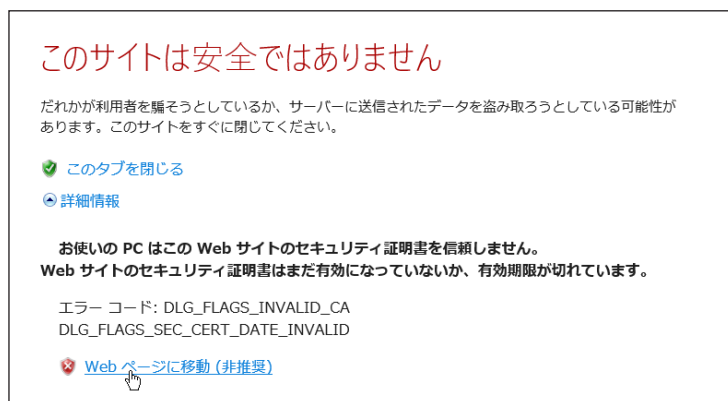 このサイトは安全ではありません
だれかが利用者を騙そうとしているか、サーバーに送信されたデータを盗み取ろうとしている可能性が
あります。このサイトをすぐに閉じてください。
このタブを閉じる
詳細情報
お使いの PC はこの Web サイトのセキュリティ証明書を信頼しません。
Web サイトのセキュリティ証明書はまだ有効になっていないか、有効期限が切れています。
エラー コード: DLG_FLAGS_INVALID_CA
DLG_FLAGS_SEC_CERT_DATE_INVALID
Web ページに移動 (非推奨)